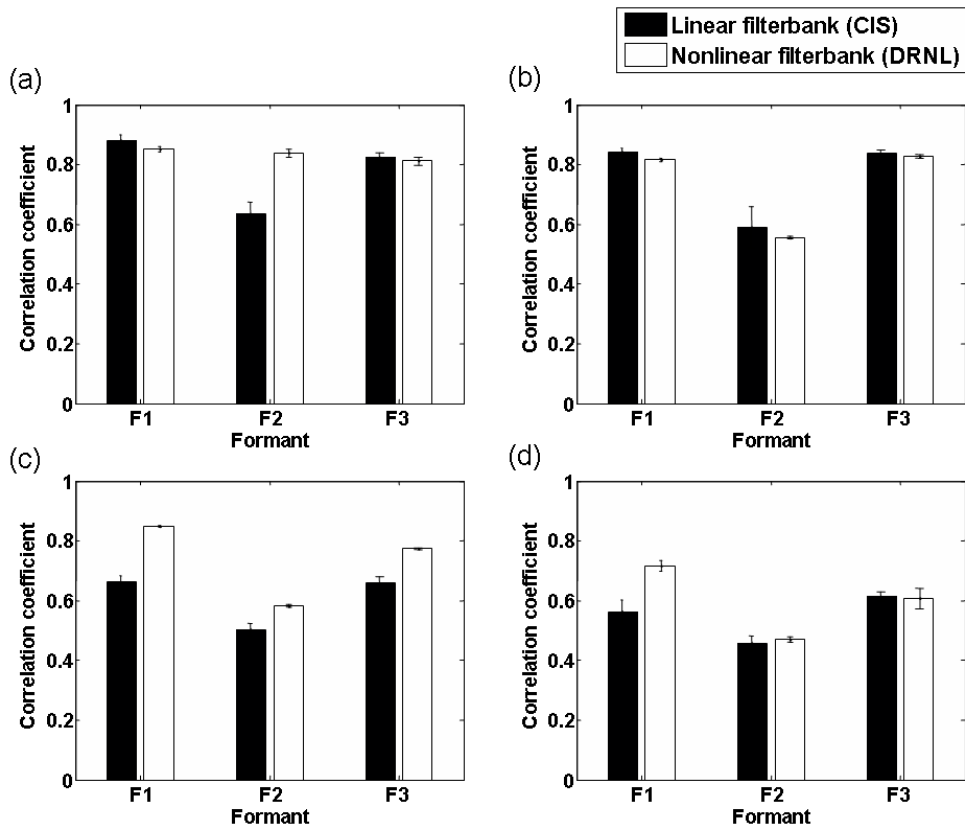 Linear filterbank (CIS)
Nonlinear filterbank (DRNL)
(a)
1
0.8
0.6
0.4
0.2
0
Correlation coefficient
F1 F2 F3
Formant
(b)
1
0.8
0.6
0.4
0.2
0
Correlation coefficient
F1 F2 F3
Formant
(c)
1
0.8
0.6
0.4
0.2
0
Correlation coefficient
F1 F2 F3
Formant
(d)
1
0.8
0.6
0.4
0.2
0
Correlation coefficient
F1 F2 F3
Formant